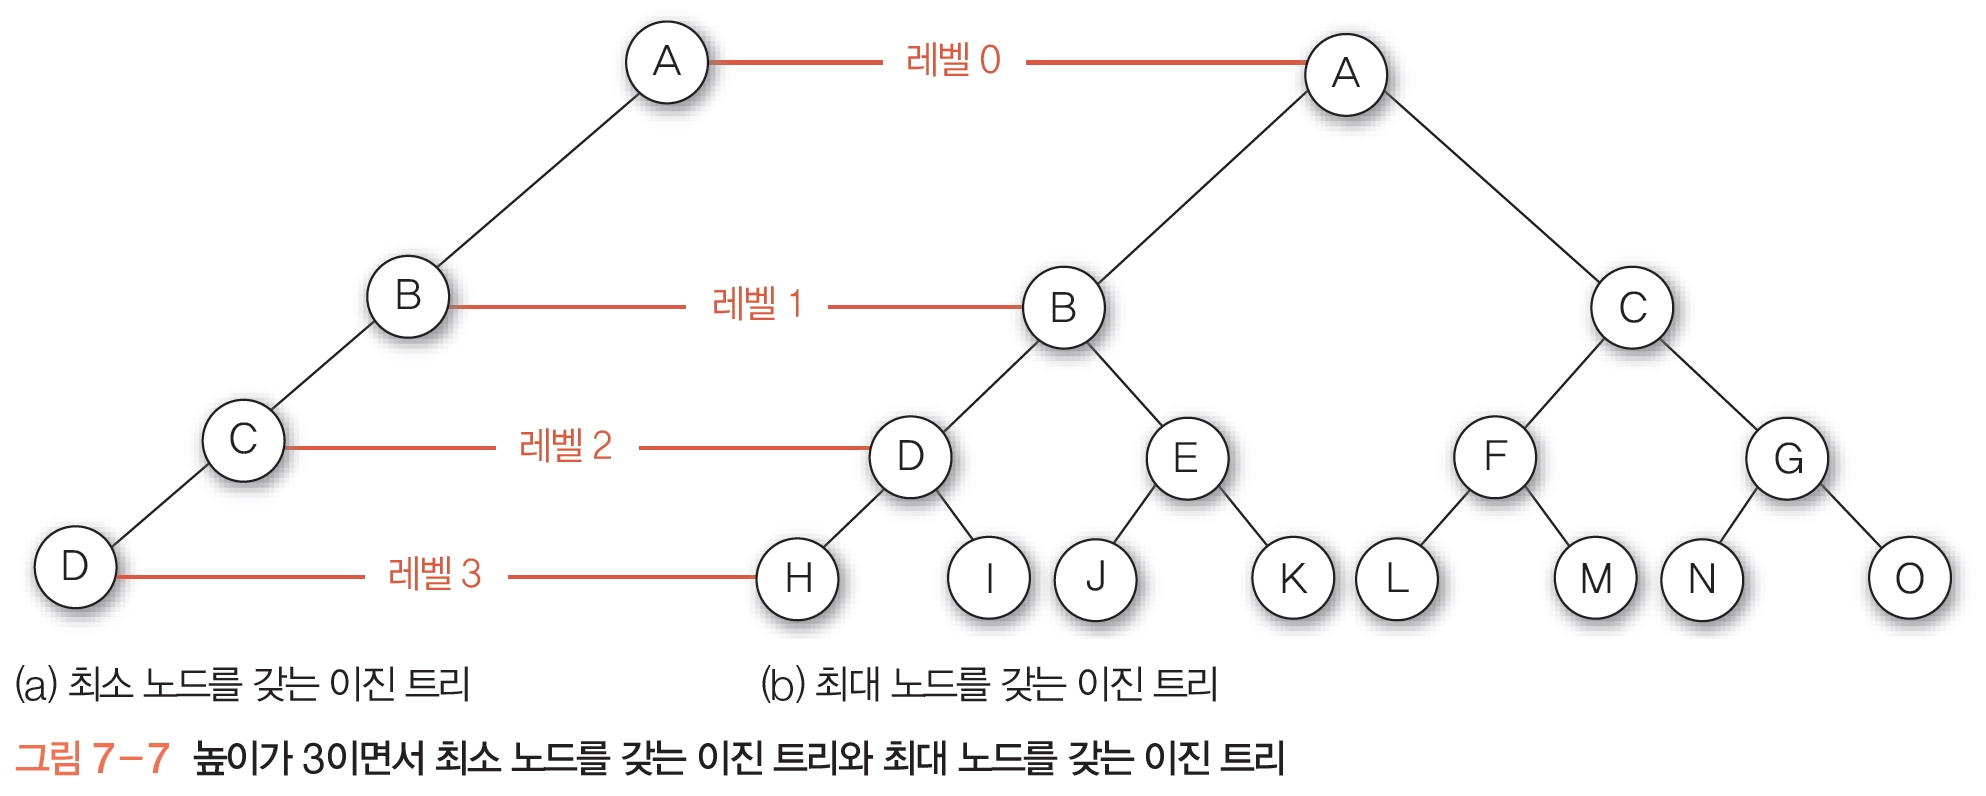 A 레벨 0 A
B 레벨 1 B C
C 레벨 2 D E F G
D 레벨 3 H I J K L M N O
(a) 최소 노드를 갖는 이진 트리 (b) 최대 노드를 갖는 이진 트리
그림 7-7 높이가 3이면서 최소 노드를 갖는 이진 트리와 최대 노드를 갖는 이진 트리